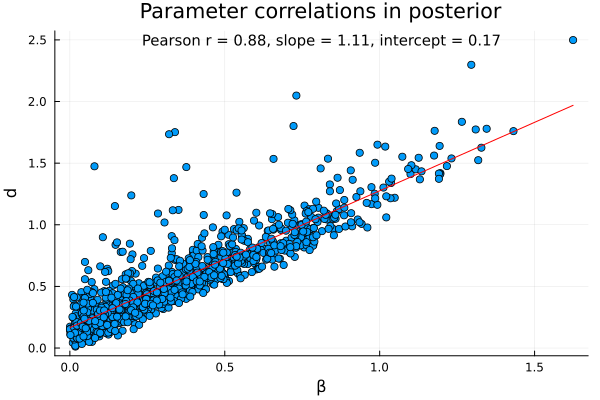 Parameter correlations in posterior
Pearson r = 0.88, slope = 1.11, intercept = 0.17
2.5
2.0
1.5
1.0
0.5
0.0
d
0.0 0.5 1.0 1.5
β